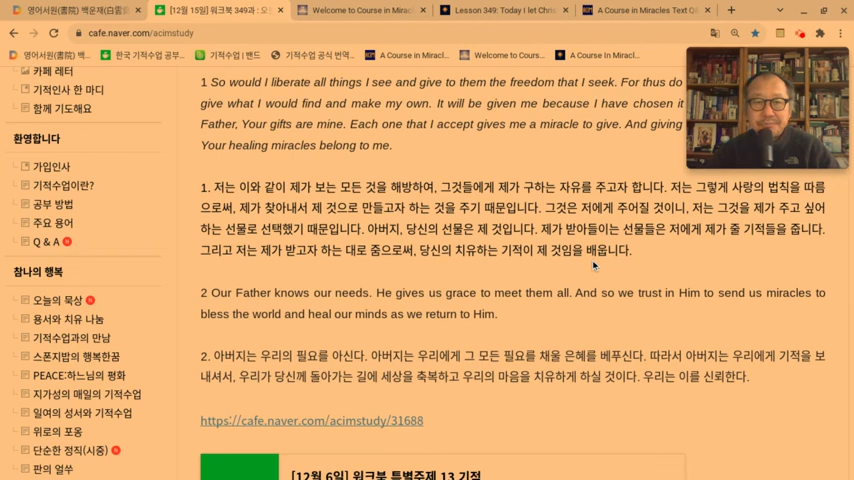 영어서원(書院) 백운재(白雲齋
[12월 15일] 워크북 349과 : 오
Welcome to Course in Mirac
Lesson 349: Today I let Chris
A Course in Miracles Text Q&
cafe.naver.com/acimstudy
영어서원(書院) 백...
한국 기적수업 공부...
기적수업 | 밴드
기적수업 공식 번역...
A Course in Miracl...
Welcome to Cours...
A Course In Miracl...
카페 레터
기적인사 한 마디
함께 기도해요
환영합니다
가입인사
기적수업이란?
공부 방법
주요 용어
Q & A
참나의 행복
오늘의 묵상
용서와 치유 나눔
기적수업과의 만남
스폰지밥의 행복한꿈
PEACE:하느님의 평화
지가성의 매일의 기적수업
일여의 성서와 기적수업
위로의 포옹
단순한 정직(시중)
판의 얼쑤
1 So would I liberate all things I see and give to them the freedom that I seek. For thus do
give what I would find and make my own. It will be given me because I have chosen it
Father, Your gifts are mine. Each one that I accept gives me a miracle to give. And giving
Your healing miracles belong to me.
1. 저는 이와 같이 제가 보는 모든 것을 해방하여, 그것들에게 제가 구하는 자유를 주고자 합니다. 저는 그렇게 사랑의 법칙을 따름
으로써, 제가 찾아내서 제 것으로 만들고자 하는 것을 주기 때문입니다. 그것은 저에게 주어질 것이니, 저는 그것을 제가 주고 싶어
하는 선물로 선택했기 때문입니다. 아버지, 당신의 선물은 제 것입니다. 제가 받아들이는 선물들은 저에게 제가 줄 기적들을 줍니다.
그리고 저는 제가 받고자 하는 대로 줌으로써, 당신의 치유하는 기적이 제 것임을 배웁니다.
2 Our Father knows our needs. He gives us grace to meet them all. And so we trust in Him to send us miracles to
bless the world and heal our minds as we return to Him.
2. 아버지는 우리의 필요를 아신다. 아버지는 우리에게 그 모든 필요를 채울 은혜를 베푸신다. 따라서 아버지는 우리에게 기적을 보
내셔서, 우리가 당신께 돌아가는 길에 세상을 축복하고 우리의 마음을 치유하게 하실 것이다. 우리는 이를 신뢰한다.
https://cafe.naver.com/acimstudy/31688
[12월 6일] 워크북 특별주제 13 기적